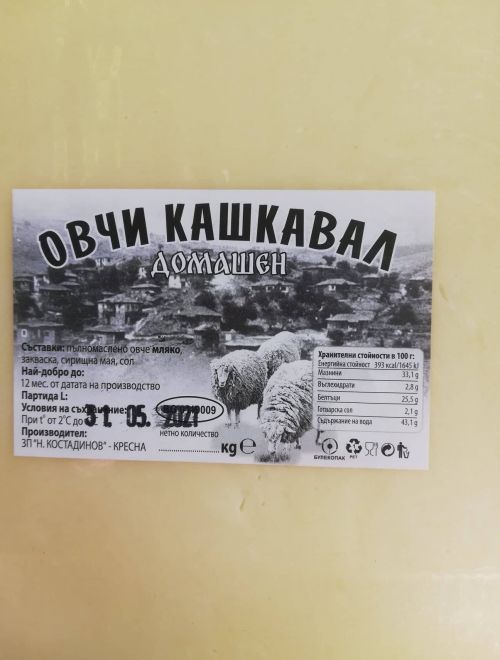 ОВЧИ КАШКАВАЛ
ДОМАШЕН
Съставки: пълномаслено овче мляко,
закваска, сирищна мая, сол
Най-добро до:
12 мес. от датата на производство
Партида L:
Условия на съхранение:
При t° от 2°C до
05. 2021
Производител:
ЗП "Н. КОСТАДИНОВ" - КРЕСНА
нетно количество
кg e
Хранителни стойности в 100 г:
Енергийна стойност 393 kcal/1645 kJ
Мазнини 33,1 g
Въглехидрати 2,8 g
Белтъци 25,5 g
Готварска сол 2,1 g
Съдържание на вода 43,1 g
БУЛЕКОПАК
PET